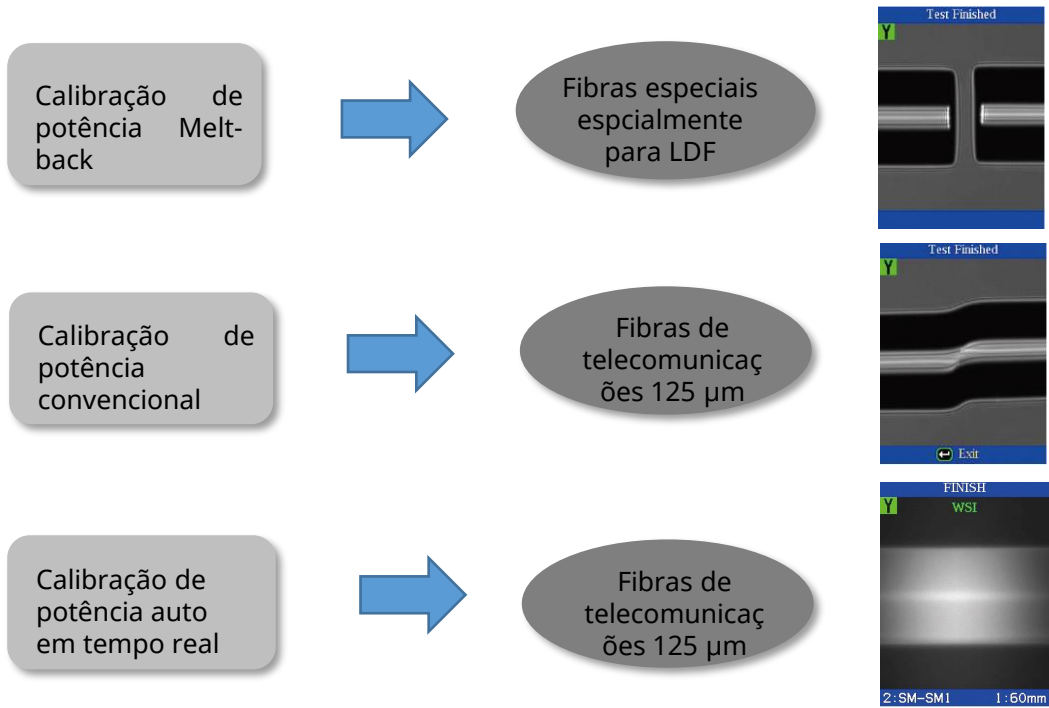 Calibração de
potência Melt-
back
Fibras especiais
espcialmente
para LDF
Test Finished
Y
Calibração de
potência
convencional
Fibras de
telecomunicaç
ões 125 µm
Test Finished
Y
Exit
Calibração de
potência auto
em tempo real
Fibras de
telecomunicaç
ões 125 µm
FINISH
Y
WSI
2:SM-SM1 1:60mm